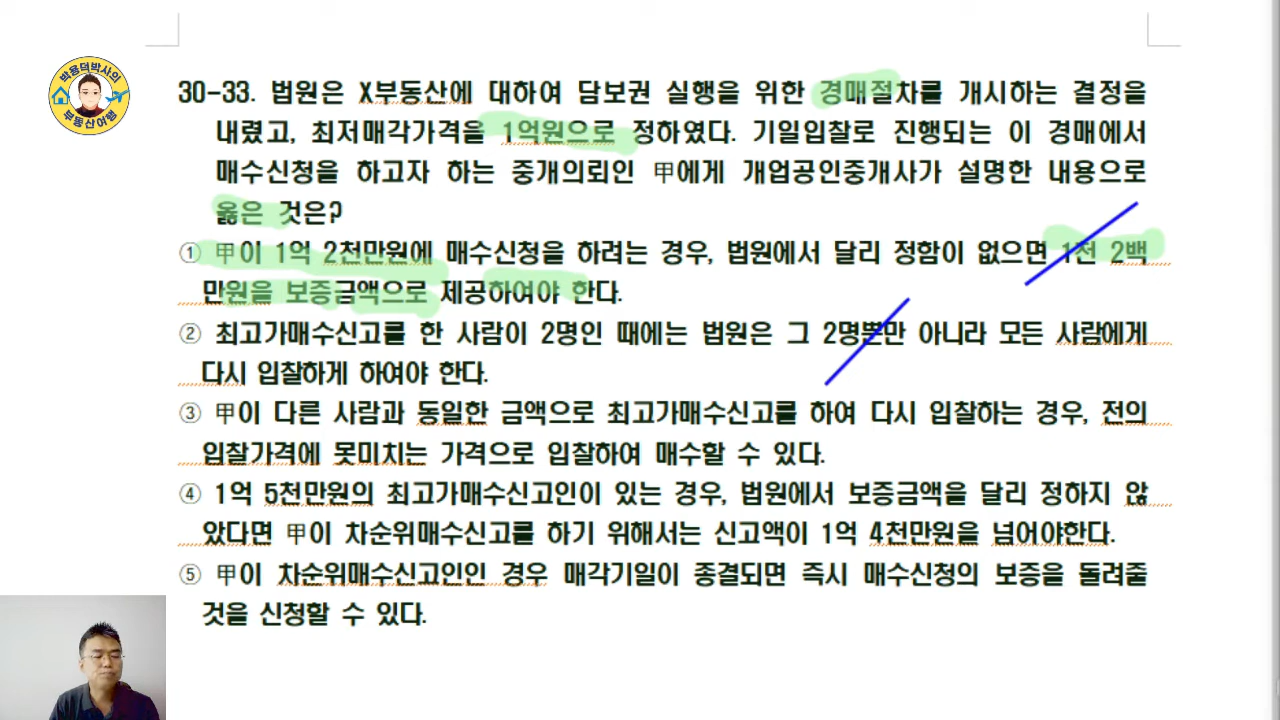 박용덕박사의
부동산여행
30-33. 법원은 X부동산에 대하여 담보권 실행을 위한 경매절차를 개시하는 결정을
내렸고, 최저매각가격을 1억원으로 정하였다. 기일입찰로 진행되는 이 경매에서
매수신청을 하고자 하는 중개의뢰인 甲에게 개업공인중개사가 설명한 내용으로
옳은 것은?
① 甲이 1억 2천만원에 매수신청을 하려는 경우, 법원에서 달리 정함이 없으면 1천 2백
만원을 보증금액으로 제공하여야 한다.
② 최고가매수신고를 한 사람이 2명인 때에는 법원은 그 2명뿐만 아니라 모든 사람에게
다시 입찰하게 하여야 한다.
③ 甲이 다른 사람과 동일한 금액으로 최고가매수신고를 하여 다시 입찰하는 경우, 전의
입찰가격에 못미치는 가격으로 입찰하여 매수할 수 있다.
④ 1억 5천만원의 최고가매수신고인이 있는 경우, 법원에서 보증금액을 달리 정하지 않
았다면 甲이 차순위매수신고를 하기 위해서는 신고액이 1억 4천만원을 넘어야한다.
⑤ 甲이 차순위매수신고인인 경우 매각기일이 종결되면 즉시 매수신청의 보증을 돌려줄
것을 신청할 수 있다.